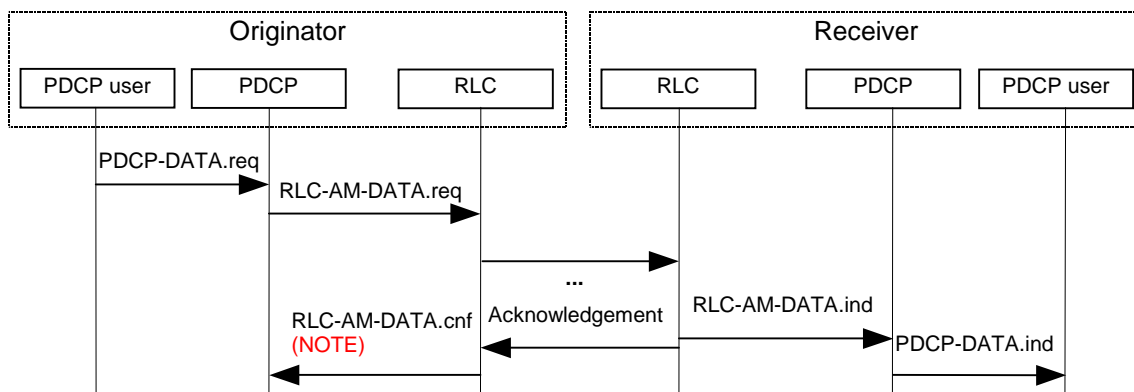 Originator
Receiver
PDCP user
PDCP
RLC
RLC
PDCP
PDCP user
PDCP-DATA.req
RLC-AM-DATA.req
...
RLC-AM-DATA.cnf
(NOTE)
Acknowledgement
RLC-AM-DATA.ind
PDCP-DATA.ind